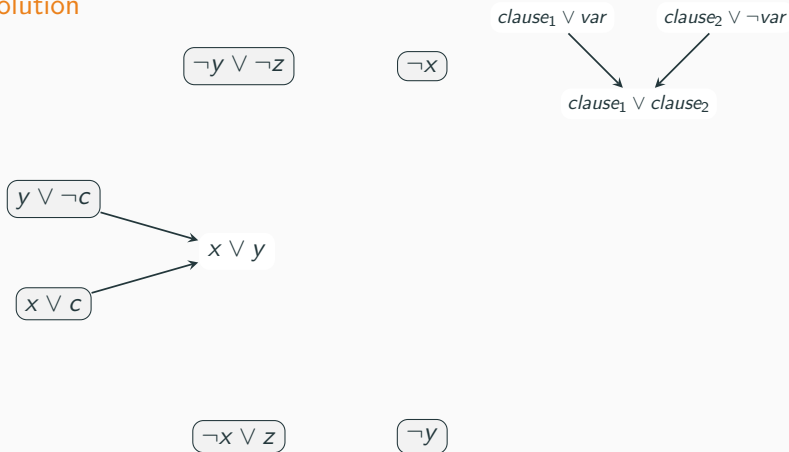 olution
clause₁ ∨ var
clause₂ ∨ ¬var
¬y ∨ ¬z
¬x
clause₁ ∨ clause₂
y ∨ ¬c
x ∨ y
x ∨ c
¬x ∨ z
¬y